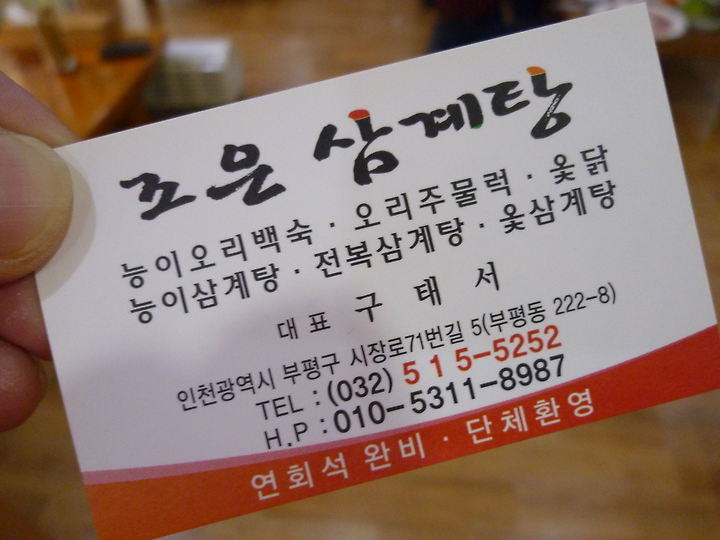 조은 삼계탕
능이오리백숙 · 오리주물럭 · 옻닭
능이삼계탕 · 전복삼계탕 · 옻삼계탕
대표 구태서
인천광역시 부평구 시장로71번길 5(부평동 222-8)
TEL : (032) 5 1 5-5252
H.P : 010-5311-8987
연회석 완비 · 단체환영